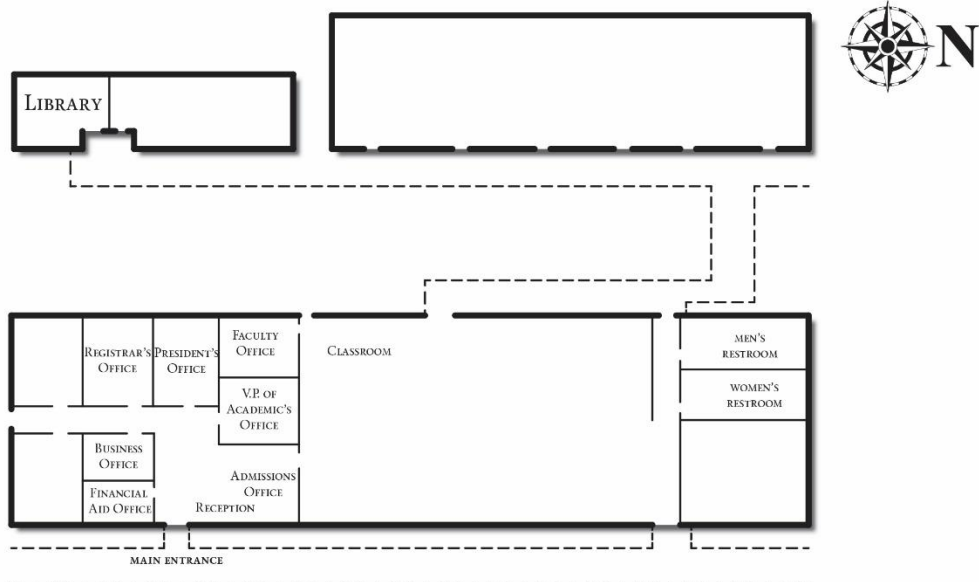 N
LIBRARY
FACULTY
OFFICE
CLASSROOM
MEN'S
RESTROOM
REGISTRAR'S
OFFICE
PRESIDENT'S
OFFICE
WOMEN'S
RESTROOM
V.P. OF
ACADEMIC'S
OFFICE
BUSINESS
OFFICE
ADMISSIONS
OFFICE
FINANCIAL
AID OFFICE
RECEPTION
MAIN ENTRANCE